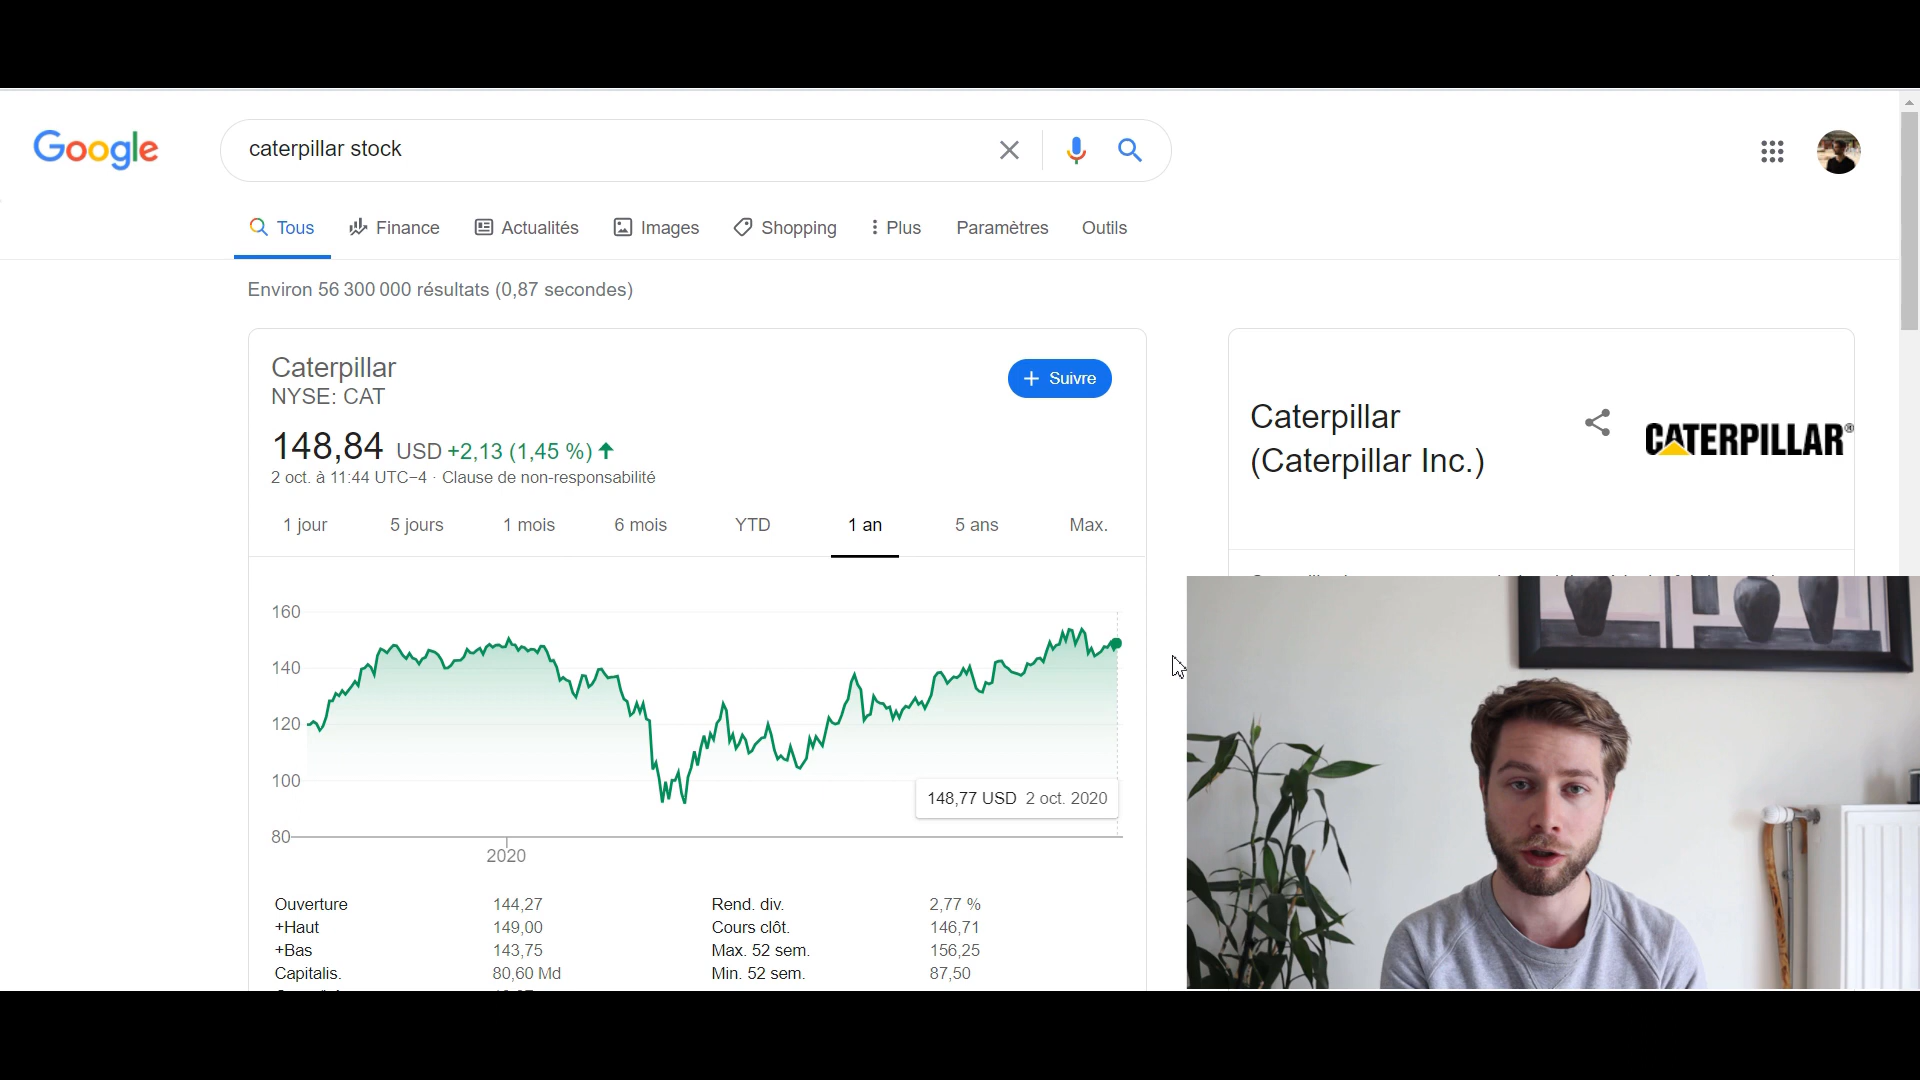 Google
caterpillar stock
Tous
Finance
Actualités
Images
Shopping
Plus
Paramètres
Outils
Environ 56 300 000 résultats (0,87 secondes)
Caterpillar
NYSE: CAT
+ Suivre
148,84 USD +2,13 (1,45 %)
2 oct. à 11:44 UTC−4 · Clause de non-responsabilité
1 jour 5 jours 1 mois 6 mois YTD 1 an 5 ans Max.
160
140
120
100
80
148,77 USD 2 oct. 2020
2020
Ouverture 144,27 Rend. div. 2,77 %
+Haut 149,00 Cours clôt. 146,71
+Bas 143,75 Max. 52 sem. 156,25
Capitalis. 80,60 Md Min. 52 sem. 87,50
Caterpillar
(Caterpillar Inc.)
CATERPILLAR®